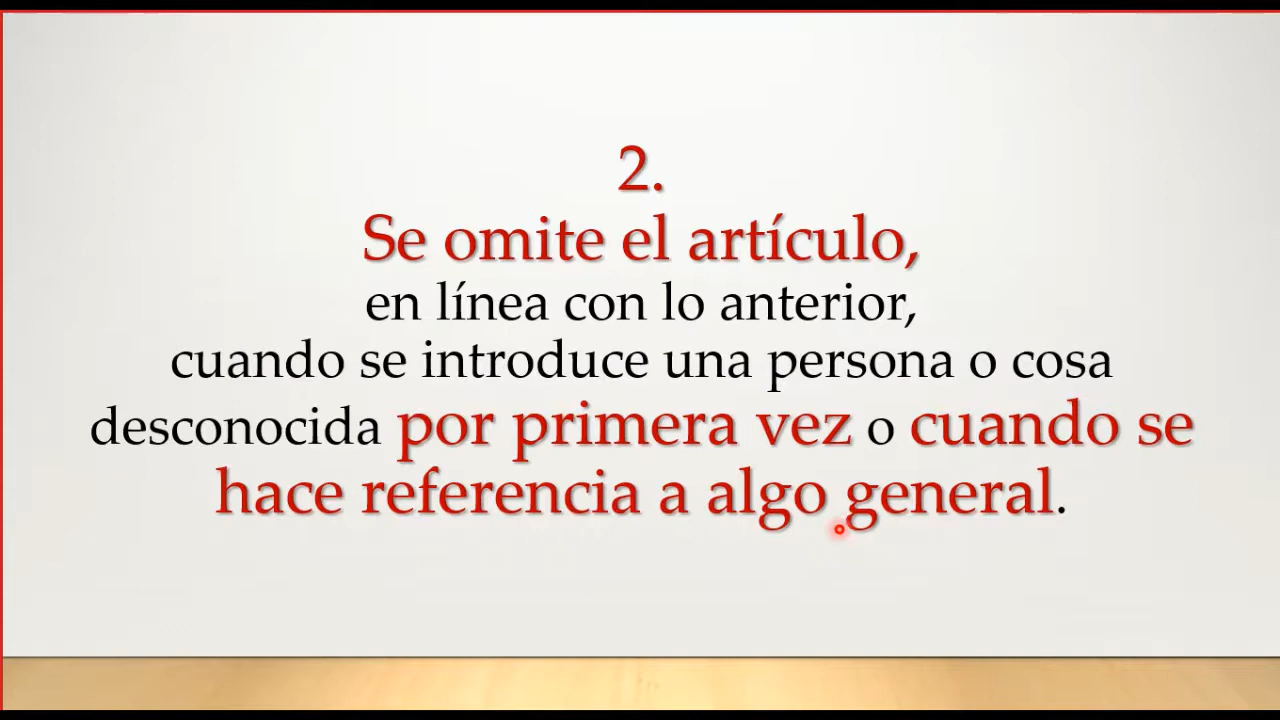 2.
Se omite el artículo,
en línea con lo anterior,
cuando se introduce una persona o cosa
desconocida por primera vez o cuando se
hace referencia a algo general.